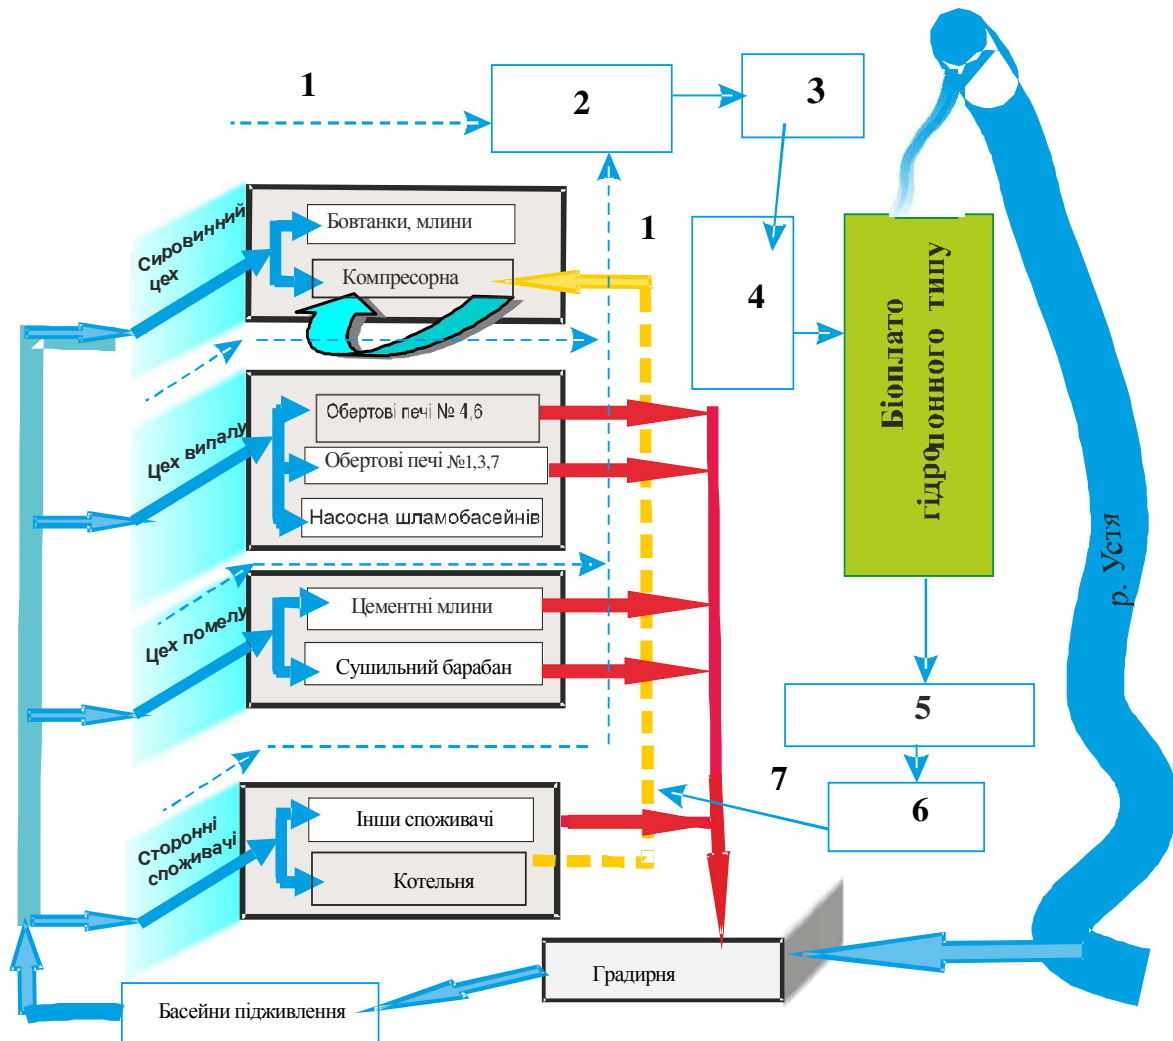 1
2
3
Сировинний
цех
Бовтанки, млини
Компресорна
1
4
Біоплато
гідропонного типу
Цех випалу
Обертові печі № 4,6
Обертові печі №1,3,7
Насосна шламобасейнів
р. Устя
Цех помелу
Цементні млини
Сушильний барабан
5
7
6
Сторонні
споживачі
Інши споживачі
Котельня
Градирня
Басейни підживлення